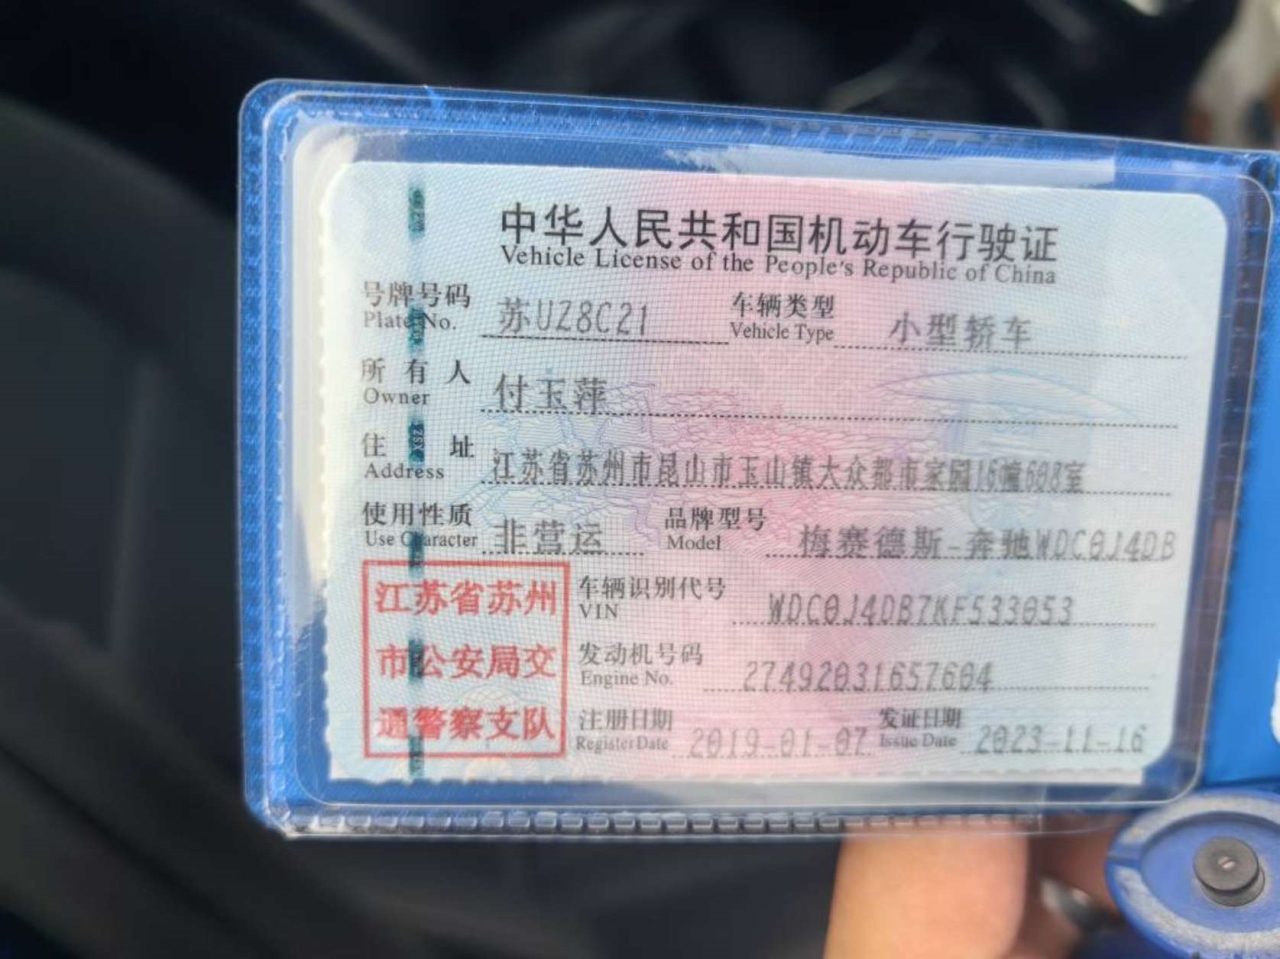 中华人民共和国机动车行驶证
Vehicle License of the People's Republic of China
号牌号码 苏UZ8C21 车辆类型 小型轿车
Plate No. Vehicle Type
所有人 付玉萍
Owner
住址 江苏省苏州市昆山市玉山镇大众都市家园16幢608室
Address
使用性质 非营运 品牌型号 梅赛德斯-奔驰WDC0J4DB
Use Character Model
江苏省苏州
市公安局交
通警察支队
车辆识别代号 WDC0J4DB7KF533053
VIN
发动机号码 27492031657604
Engine No.
注册日期 2019-01-07 发证日期 2023-11-16
Register Date Issue Date